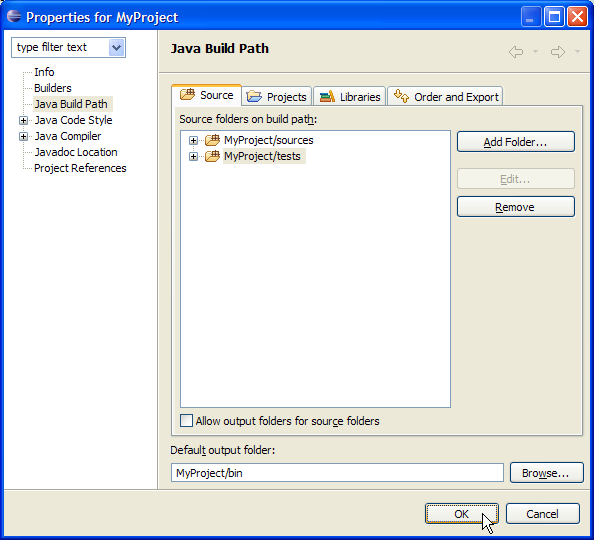 Properties for MyProject
type filter text
Info
Builders
Java Build Path
Java Code Style
Java Compiler
Javadoc Location
Project References
Java Build Path
Source Projects Libraries Order and Export
Source folders on build path:
MyProject/sources
MyProject/tests
Add Folder...
Edit...
Remove
Allow output folders for source folders
Default output folder:
MyProject/bin
Browse...
OK Cancel